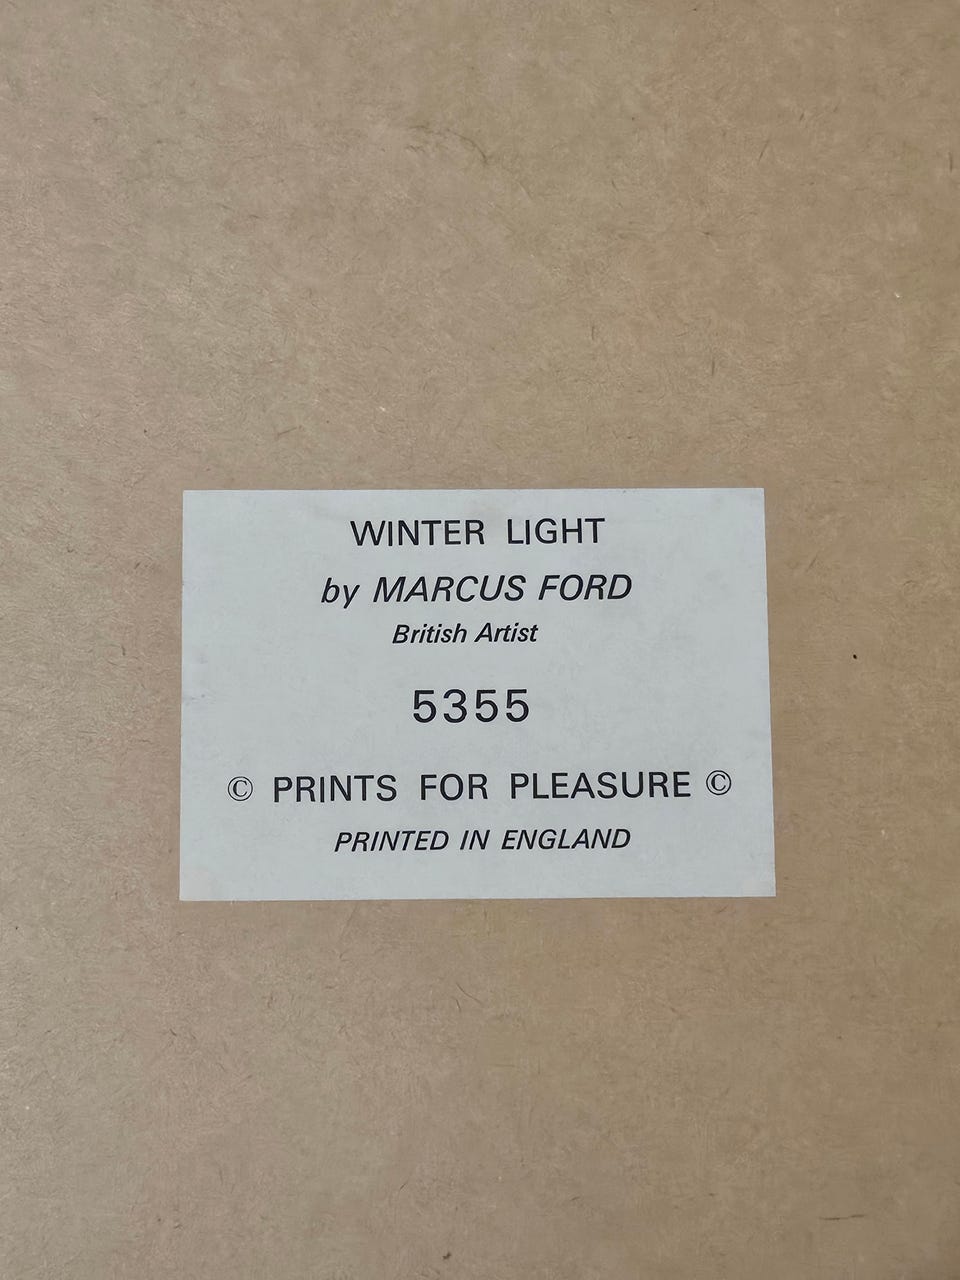 WINTER LIGHT
by MARCUS FORD
British Artist
5355
© PRINTS FOR PLEASURE ©
PRINTED IN ENGLAND